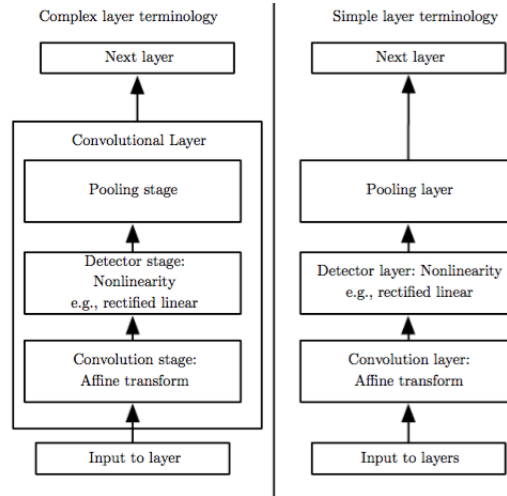 Complex layer terminology
Next layer
Convolutional Layer
Pooling stage
Detector stage:
Nonlinearity
e.g., rectified linear
Convolution stage:
Affine transform
Input to layer
Simple layer terminology
Next layer
Pooling layer
Detector layer: Nonlinearity
e.g., rectified linear
Convolution layer:
Affine transform
Input to layers